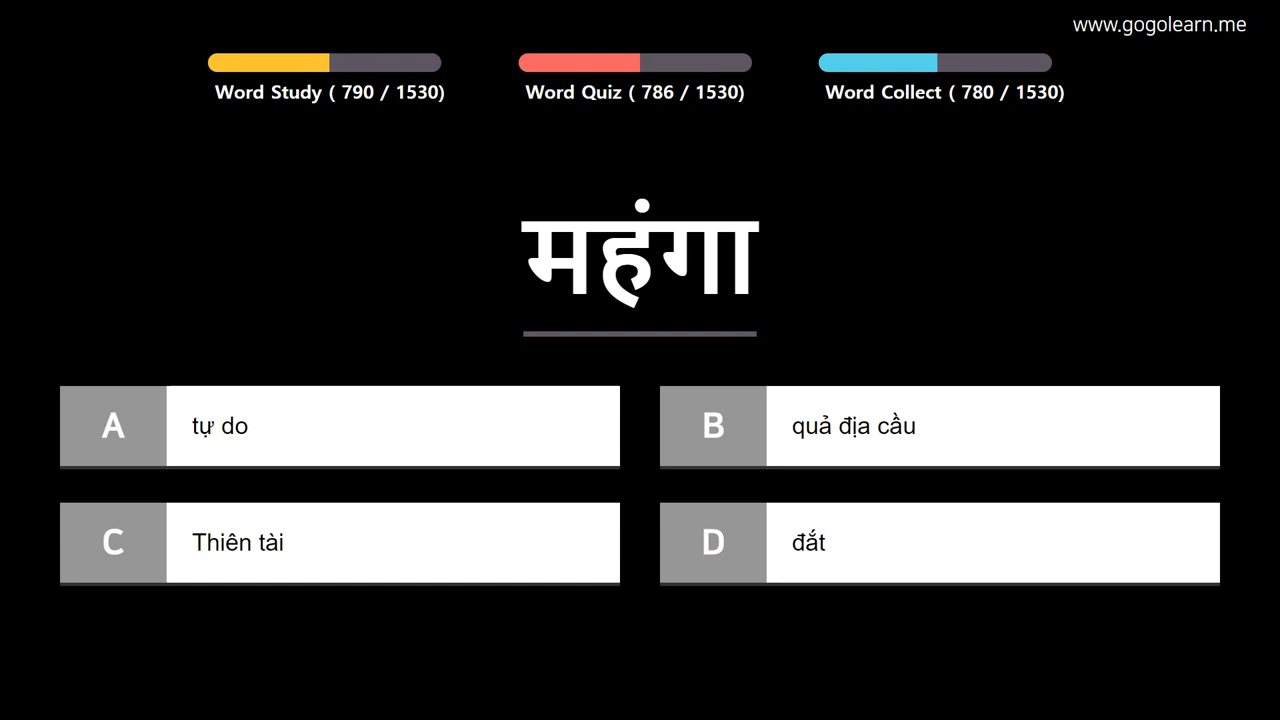 www.gogolearn.me
Word Study ( 790 / 1530)
Word Quiz ( 786 / 1530)
Word Collect ( 780 / 1530)
महंगा
A
tự do
B
quả địa cầu
C
Thiên tài
D
đắt